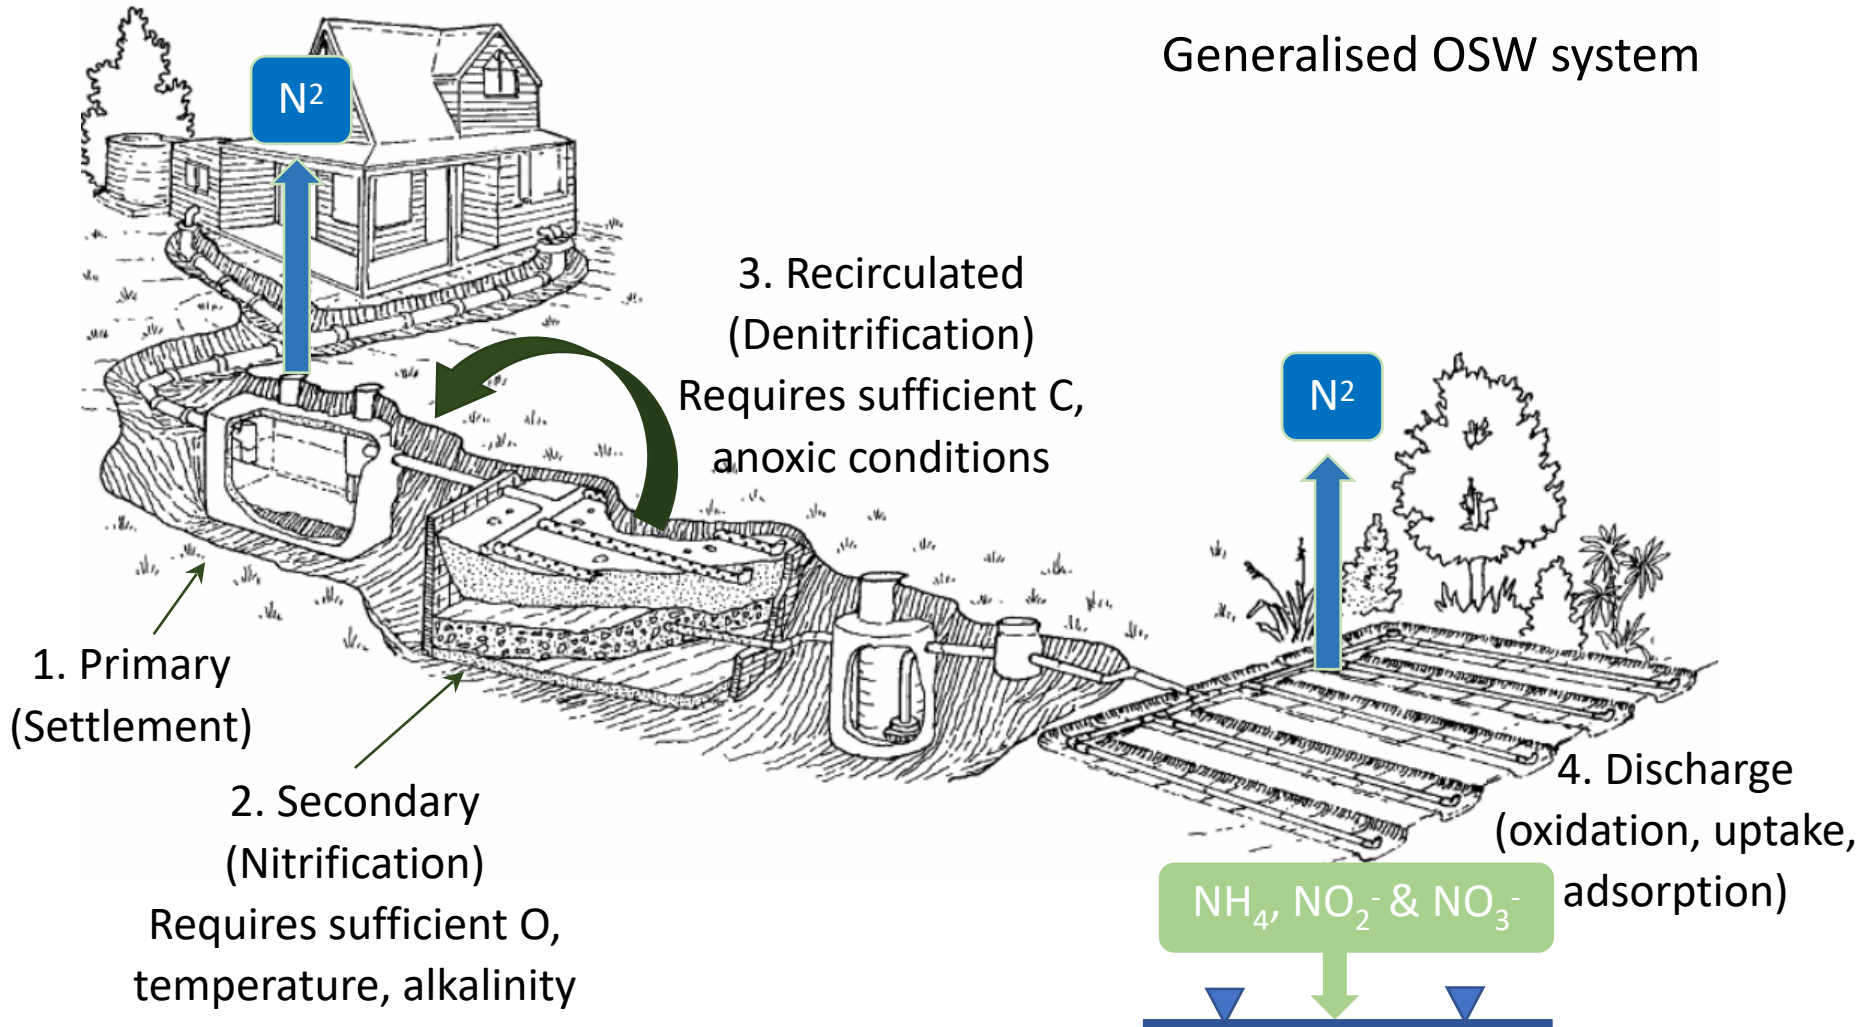 Generalised OSW system
N²
3. Recirculated
(Denitrification)
Requires sufficient C,
anoxic conditions
N²
1. Primary
(Settlement)
2. Secondary
(Nitrification)
Requires sufficient O,
temperature, alkalinity
4. Discharge
(oxidation, uptake,
adsorption)
NH₄, NO₂⁻ & NO₃⁻